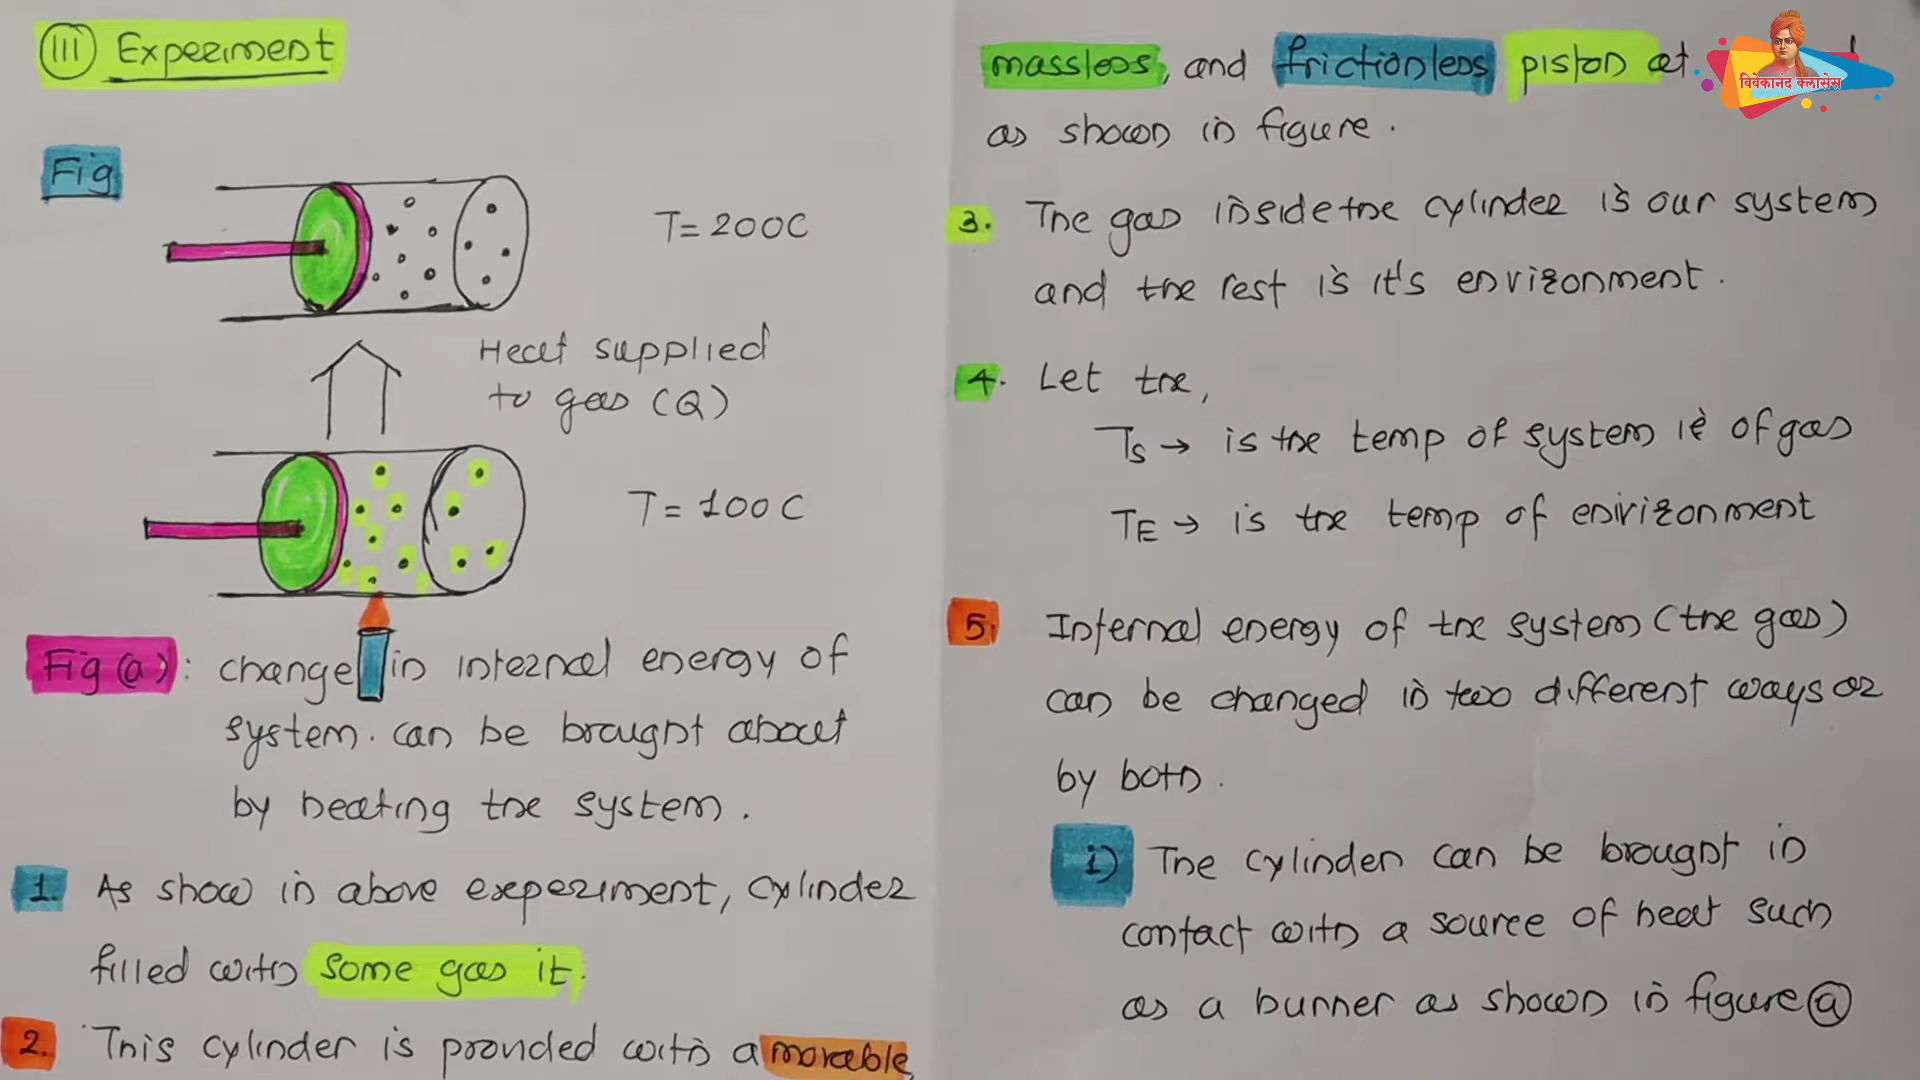 III Experiment
Fig
T = 200C
Heat supplied
to gas (Q)
T = 100C
Fig (a): change in internal energy of
system. can be brought about
by heating the system.
1. As show in above experiment, cylinder
filled with some gas it.
2. This cylinder is provided with a movable,
massless, and frictionless piston at
as shown in figure.
3. The gas inside the cylinder is our system
and the rest is it's environment.
4. Let the,
TS → is the temp of system ie of gas
TE → is the temp of environment
5. Internal energy of the system (the gas)
can be changed in two different ways or
by both.
i) The cylinder can be brought in
contact with a source of heat such
as a bunner as shown in figure (a)
विवेकानंद क्लासेस